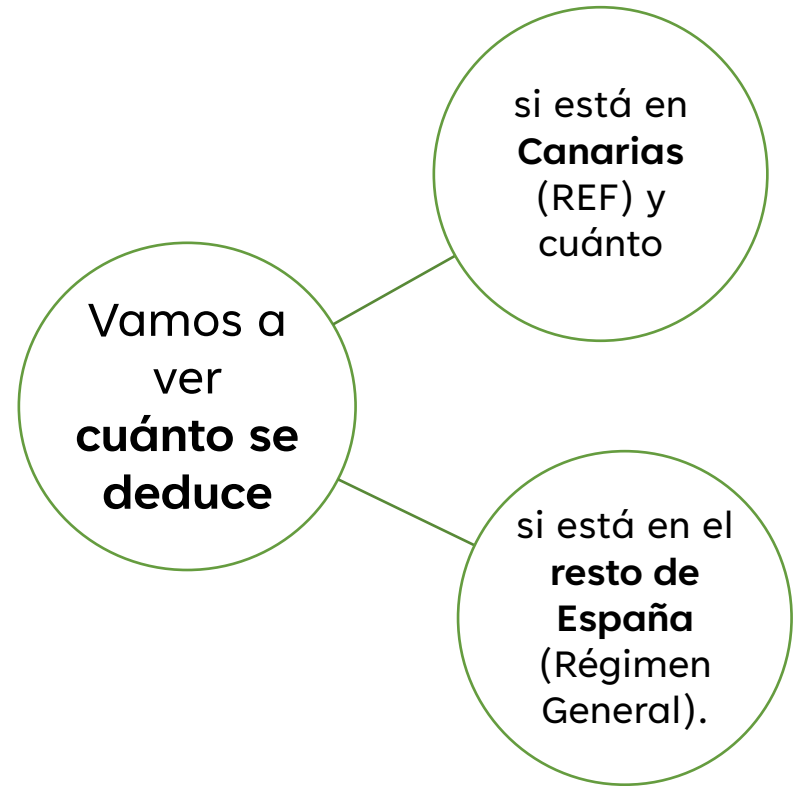 Vamos a
ver
cuánto se
deduce
si está en
Canarias
(REF) y
cuánto
si está en el
resto de
España
(Régimen
General).